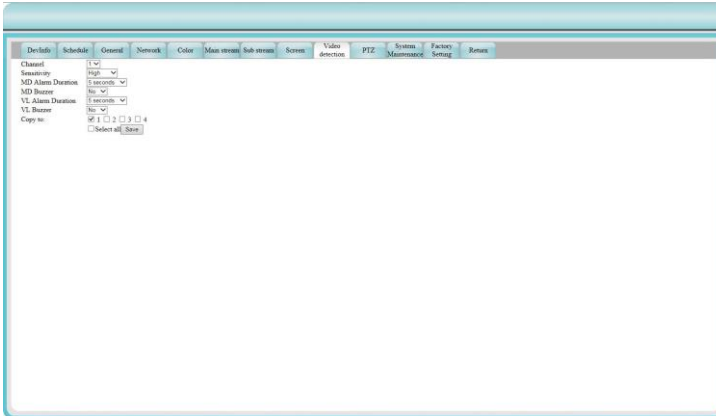 DevInfo Schedule General Network Color Main stream Sub stream Screen Video detection PTZ System Maintenance Factory Setting Return
Channel 1
Sensitivity High
MD Alarm Duration 5 seconds
MD Buzzer No
VL Alarm Duration 5 seconds
VL Buzzer No
Copy to: 1 2 3 4
Select all Save